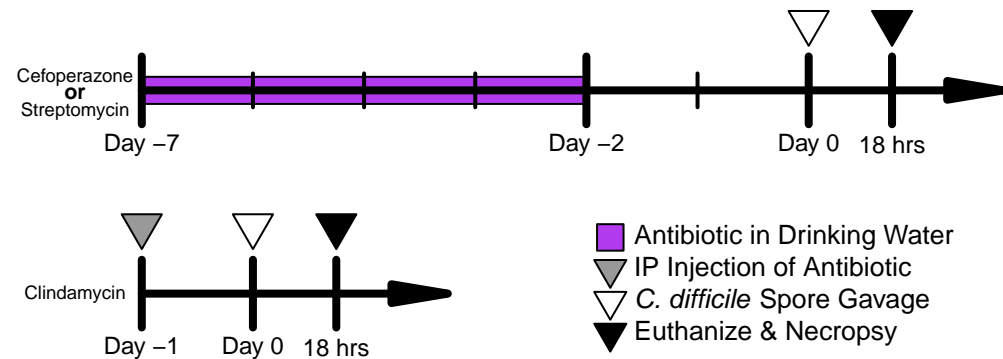 Cefoperazone
or
Streptomycin
Day −7
Day −2
Day 0
18 hrs
Clindamycin
Day −1
Day 0
18 hrs
Antibiotic in Drinking Water
IP Injection of Antibiotic
C. difficile Spore Gavage
Euthanize & Necropsy